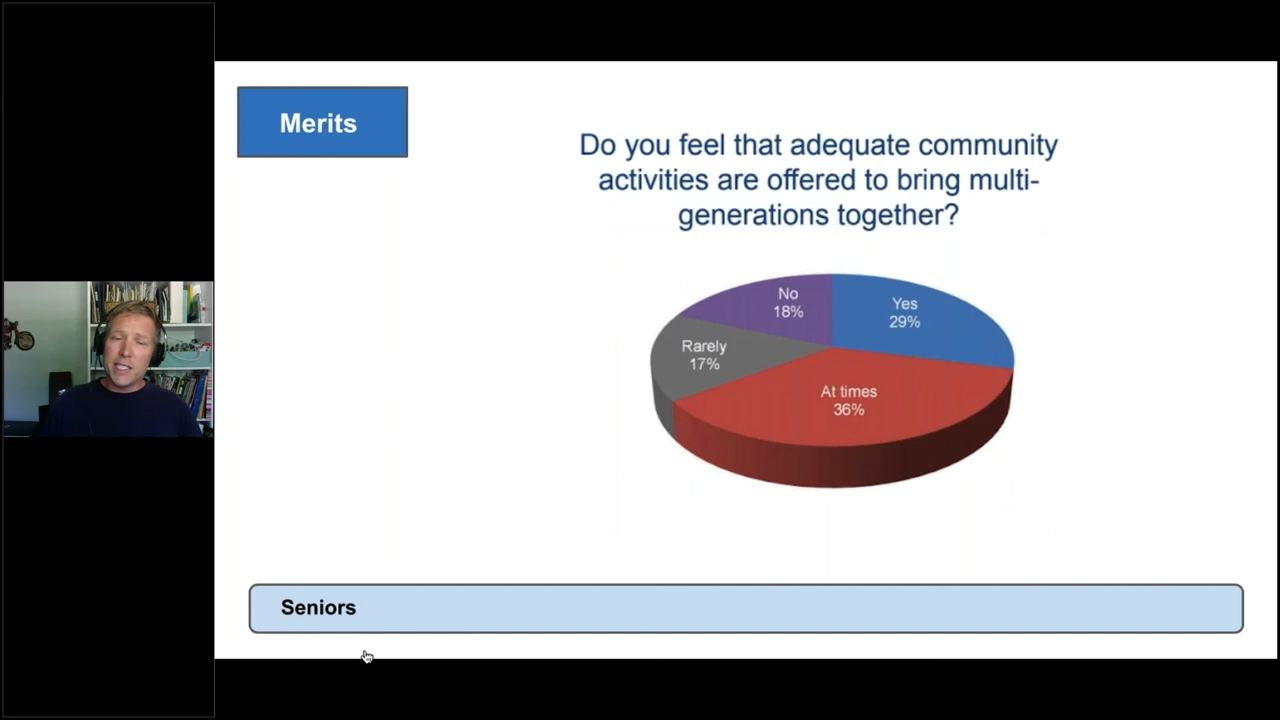 Merits
Do you feel that adequate community
activities are offered to bring multi-
generations together?
No
18%
Yes
29%
Rarely
17%
At times
36%
Seniors